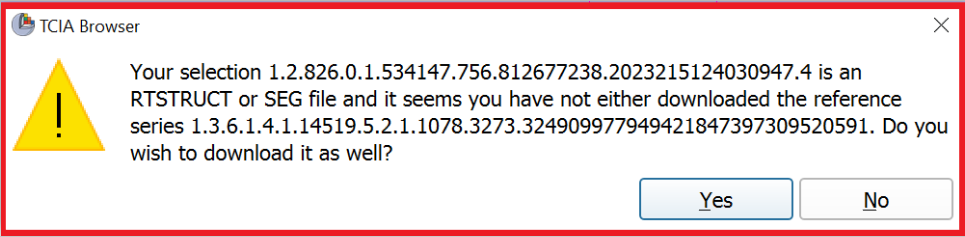 TCIA Browser
Your selection 1.2.826.0.1.534147.756.812677238.2023215124030947.4 is an
RTSTRUCT or SEG file and it seems you have not either downloaded the reference
series 1.3.6.1.4.1.14519.5.2.1.1078.3273.324909977949421847397309520591. Do you
wish to download it as well?
Yes
No